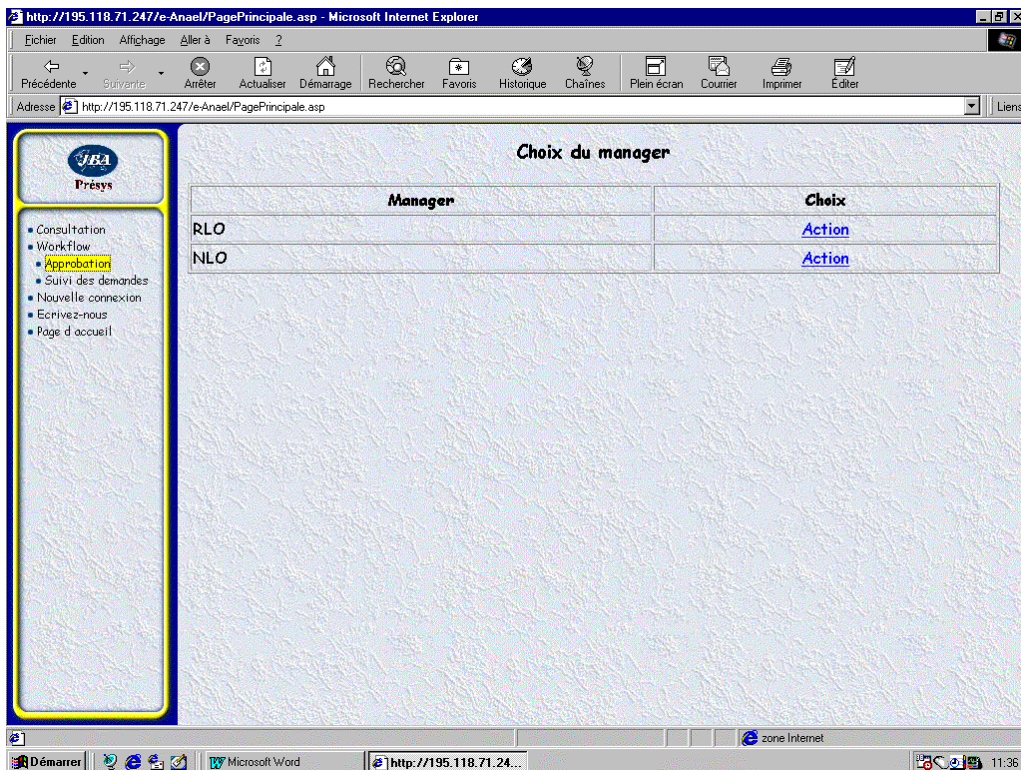 http://195.118.71.247/e-Anael/PagePrincipale.asp - Microsoft Internet Explorer
Eichier Edition Affichage Aller à Favoris ?
Précédente Suivante Arrêter Actualiser Démarrage Rechercher Favoris Historique Chaînes Plein écran Courrier Imprimer Éditer
Adresse http://195.118.71.247/e-Anael/PagePrincipale.asp Liens
JBA
Présys
Consultation
Workflow
Approbation
Suivi des demandes
Nouvelle connexion
Ecrivez-nous
Page d accueil
Choix du manager
Manager Choix
RLO Action
NLO Action
zone Internet
Démarrer Microsoft Word http://195.118.71.24... 11:36